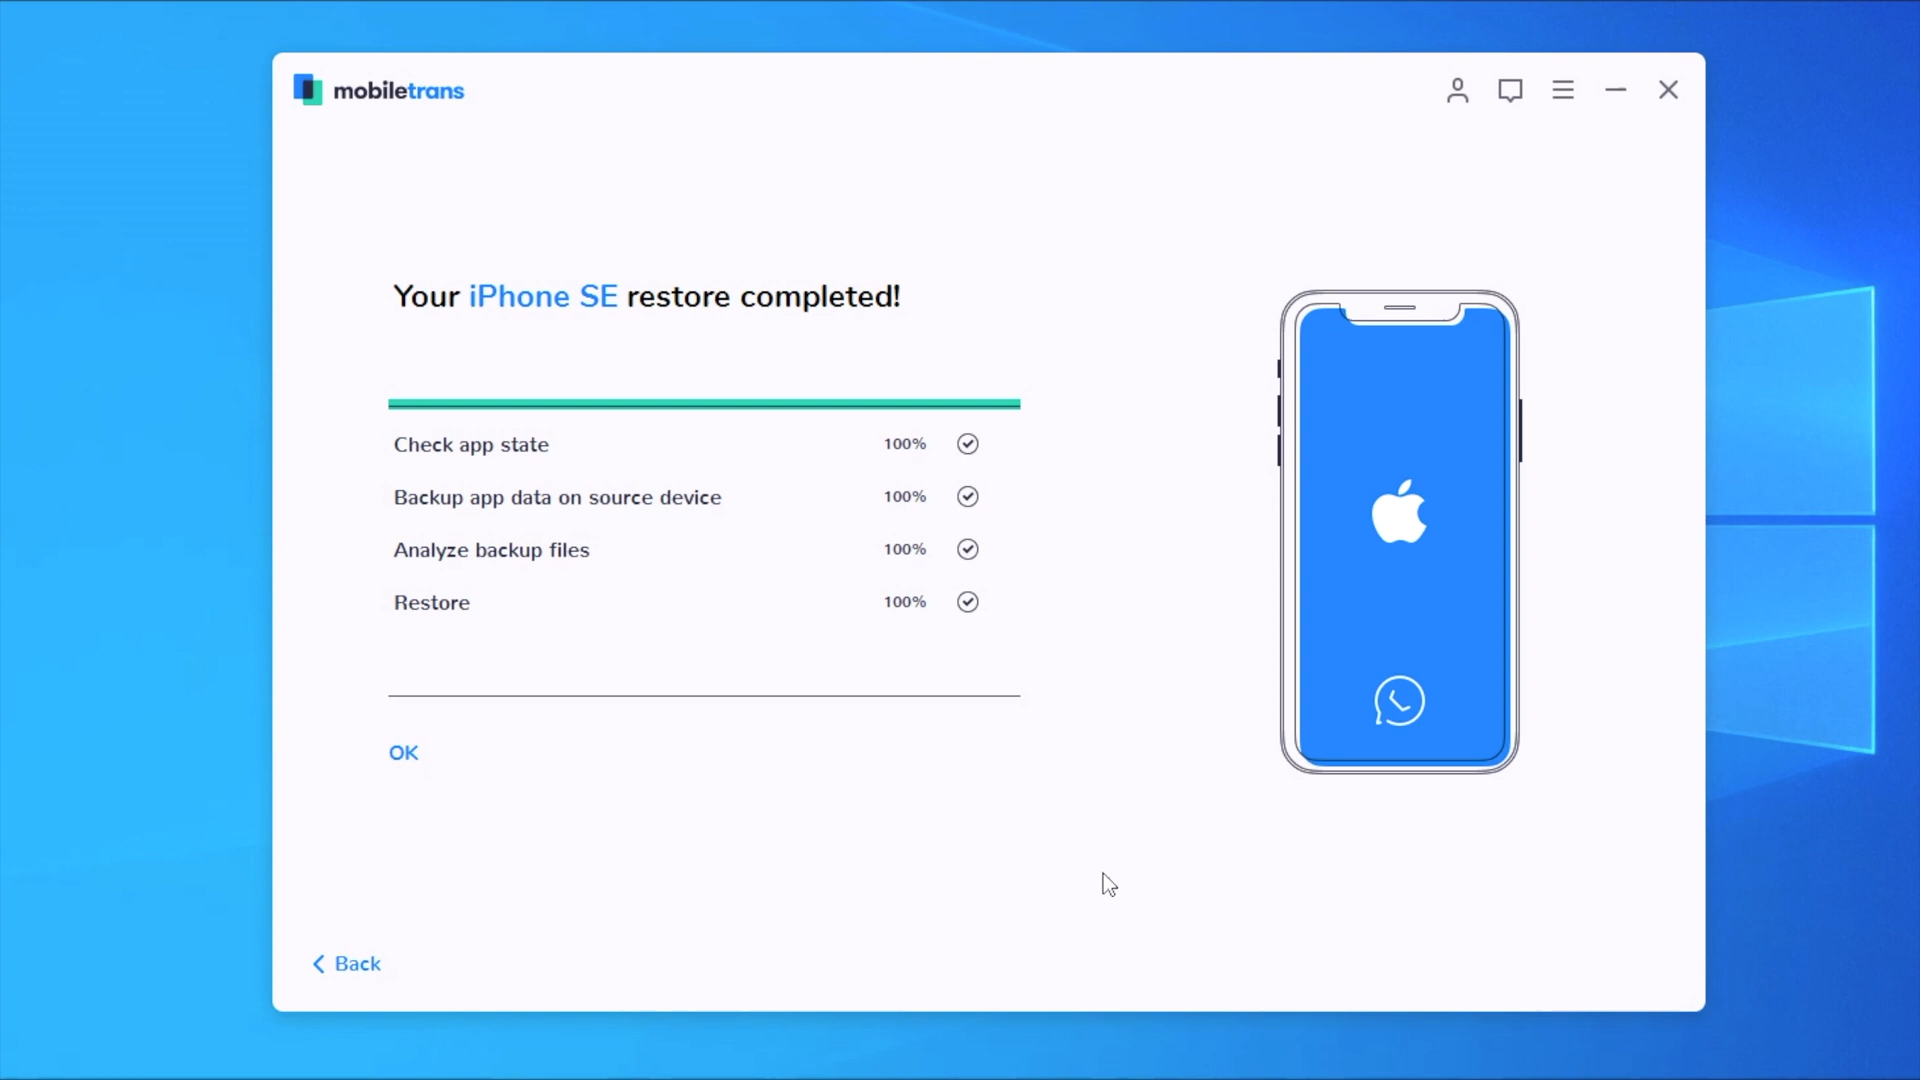 mobiletrans
Your iPhone SE restore completed!
Check app state 100%
Backup app data on source device 100%
Analyze backup files 100%
Restore 100%
OK
Back